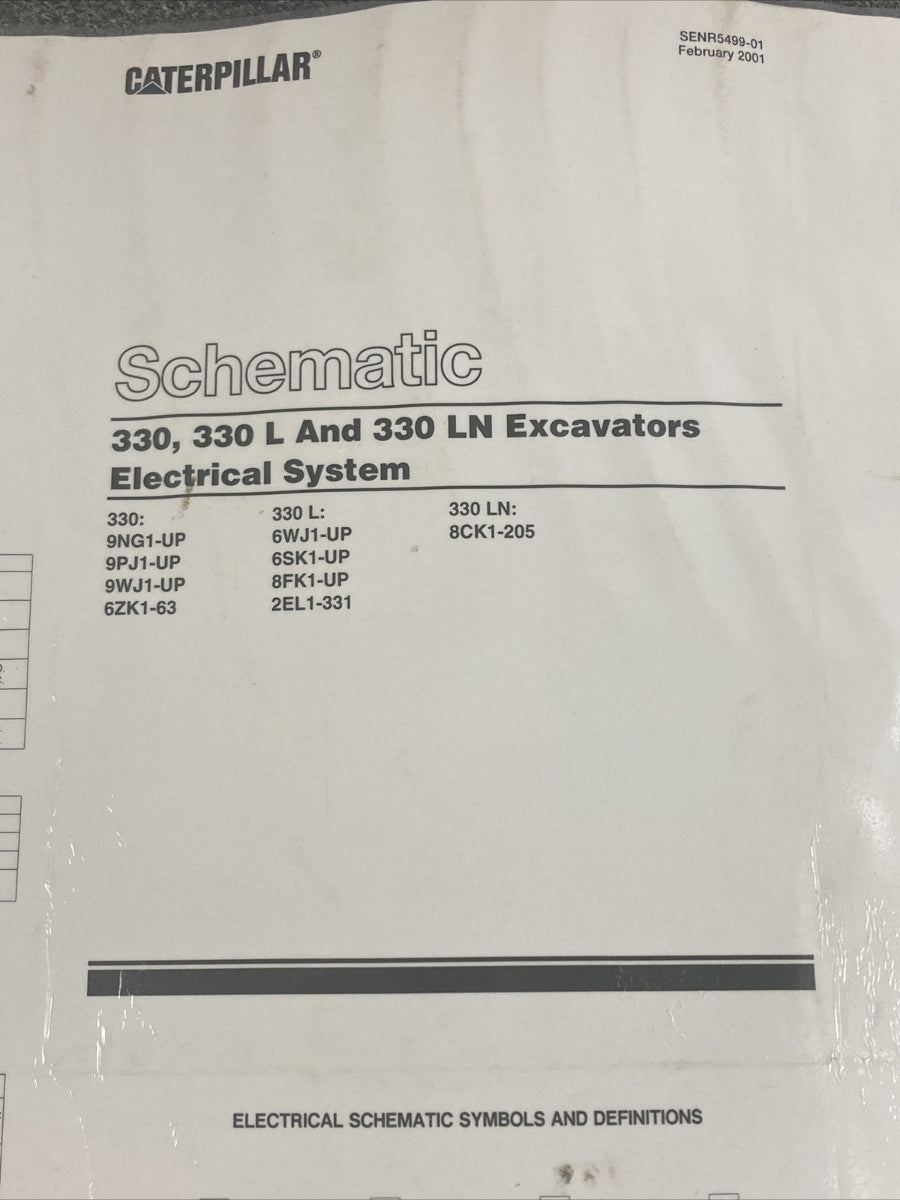 CATERPILLAR®
SENR5499-01
February 2001
Schematic
330, 330 L And 330 LN Excavators
Electrical System
330:
9NG1-UP
9PJ1-UP
9WJ1-UP
6ZK1-63
330 L:
6WJ1-UP
6SK1-UP
8FK1-UP
2EL1-331
330 LN:
8CK1-205
ELECTRICAL SCHEMATIC SYMBOLS AND DEFINITIONS